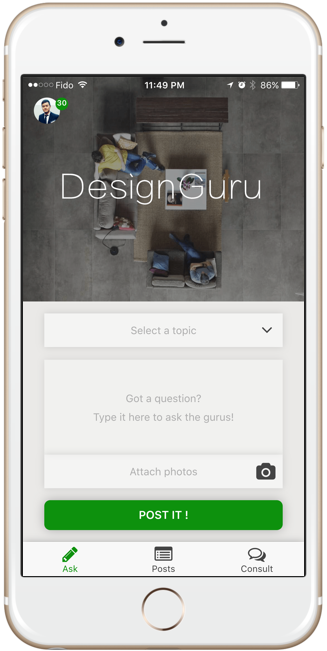 Fido 11:49 PM 86%
30
DesignGuru
Select a topic
Got a question?
Type it here to ask the gurus!
Attach photos
POST IT !
Ask Posts Consult